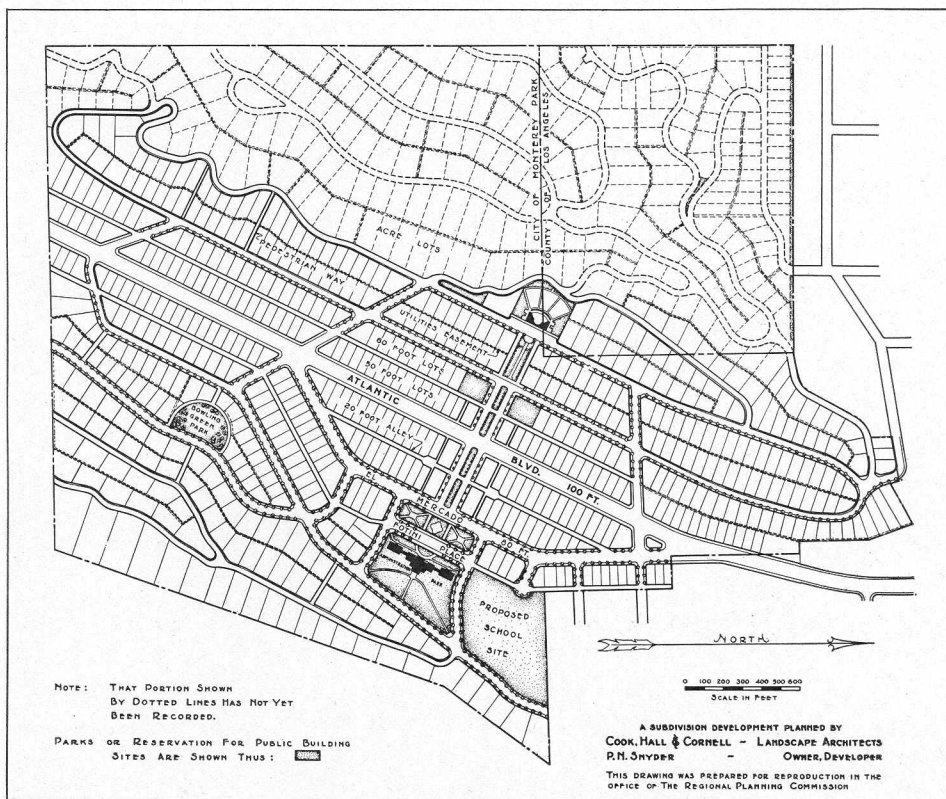 CITY OF MONTEREY PARK
COUNTY OF LOS ANGELES
ACRE LOTS
PEDESTRIAN WAY
UTILITIES EASEMENT
60 FOOT LOTS
50 FOOT LOTS
ATLANTIC BLVD. 100 FT.
20 FOOT ALLEY
BOWLING
GREEN
PARK
EL MERCADO
90 FT.
PLACE
PARK
PROPOSED
SCHOOL
SITE
NORTH
0 100 200 300 400 500 600
SCALE IN FEET
NOTE: THAT PORTION SHOWN
BY DOTTED LINES HAS NOT YET
BEEN RECORDED.
PARKS OR RESERVATION FOR PUBLIC BUILDING
SITES ARE SHOWN THUS:
A SUBDIVISION DEVELOPMENT PLANNED BY
COOK, HALL & CORNELL - LANDSCAPE ARCHITECTS
P. N. SNYDER - OWNER, DEVELOPER
THIS DRAWING WAS PREPARED FOR REPRODUCTION IN THE
OFFICE OF THE REGIONAL PLANNING COMMISSION